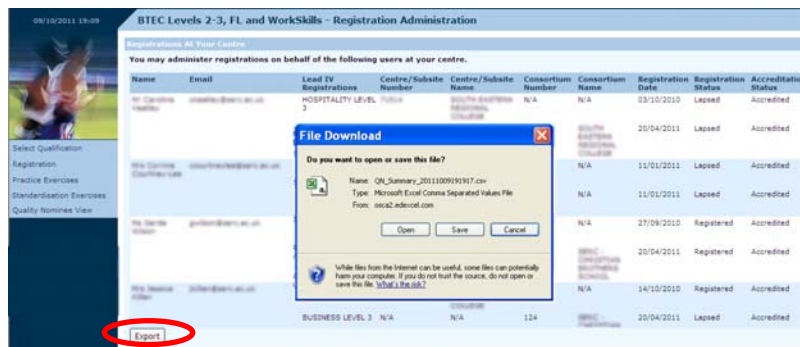 09/10/2011 19:09
BTEC Levels 2-3, FL and WorkSkills - Registration Administration
Registrations At Your Centre
You may administer registrations on behalf of the following users at your centre.
Name Email Lead IV Registrations Centre/Subsite Number Centre/Subsite Name Consortium Number Consortium Name Registration Date Registration Status Accreditation Status
HOSPITALITY LEVEL 3 N/A N/A 03/10/2010 Lapsed Accredited
20/04/2011 Lapsed Accredited
N/A 11/01/2011 Lapsed Accredited
N/A 11/01/2011 Lapsed Accredited
N/A 27/09/2010 Registered Accredited
20/04/2011 Registered Accredited
N/A 14/10/2010 Registered Accredited
BUSINESS LEVEL 3 N/A N/A 124 20/04/2011 Lapsed Accredited
Select Qualification
Registration
Practice Exercises
Standardisation Exercises
Quality Nominee View
File Download
Do you want to open or save this file?
Name: QN_Summary_20111009191917.csv
Type: Microsoft Excel Comma Separated Values File
From: osca2.edexcel.com
Open Save Cancel
While files from the Internet can be useful, some files can potentially
harm your computer. If you do not trust the source, do not open or
save this file. What's the risk?
Export